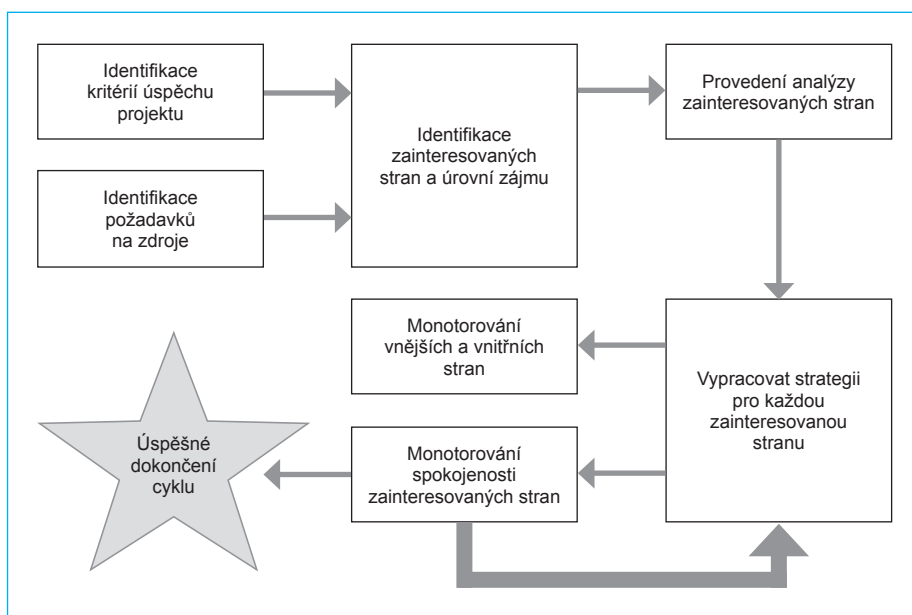 Identifikace
kritérií úspěchu
projektu
Identifikace
požadavků
na zdroje
Identifikace
zainteresovaných
stran a úrovní zájmu
Provedení analýzy
zainteresovaných stran
Monotorování
vnějších a vnitřních
stran
Vypracovat strategii
pro každou
zainteresovanou
stranu
Úspěšné
dokončení
cyklu
Monotorování
spokojenosti
zainteresovaných stran